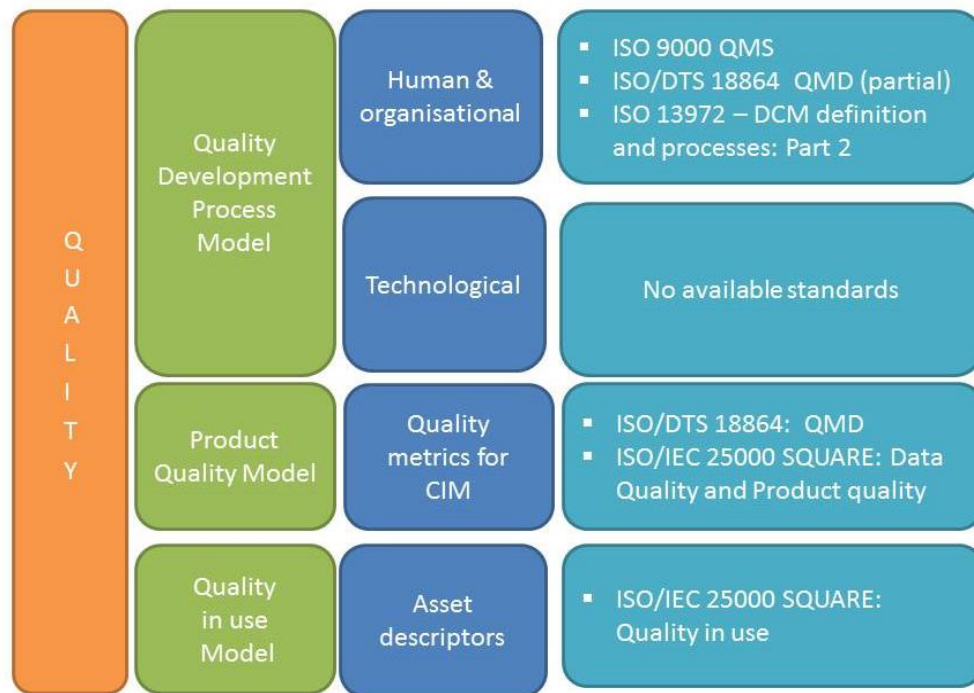 Q
U
A
L
I
T
Y
Quality
Development
Process
Model
Human &
organisational
▪ ISO 9000 QMS
▪ ISO/DTS 18864  QMD (partial)
▪ ISO 13972 – DCM definition
and processes: Part 2
Technological
No available standards
Product
Quality Model
Quality
metrics for
CIM
▪ ISO/DTS 18864:  QMD
▪ ISO/IEC 25000 SQUARE: Data
Quality and Product quality
Quality
in use
Model
Asset
descriptors
▪ ISO/IEC 25000 SQUARE:
Quality in use